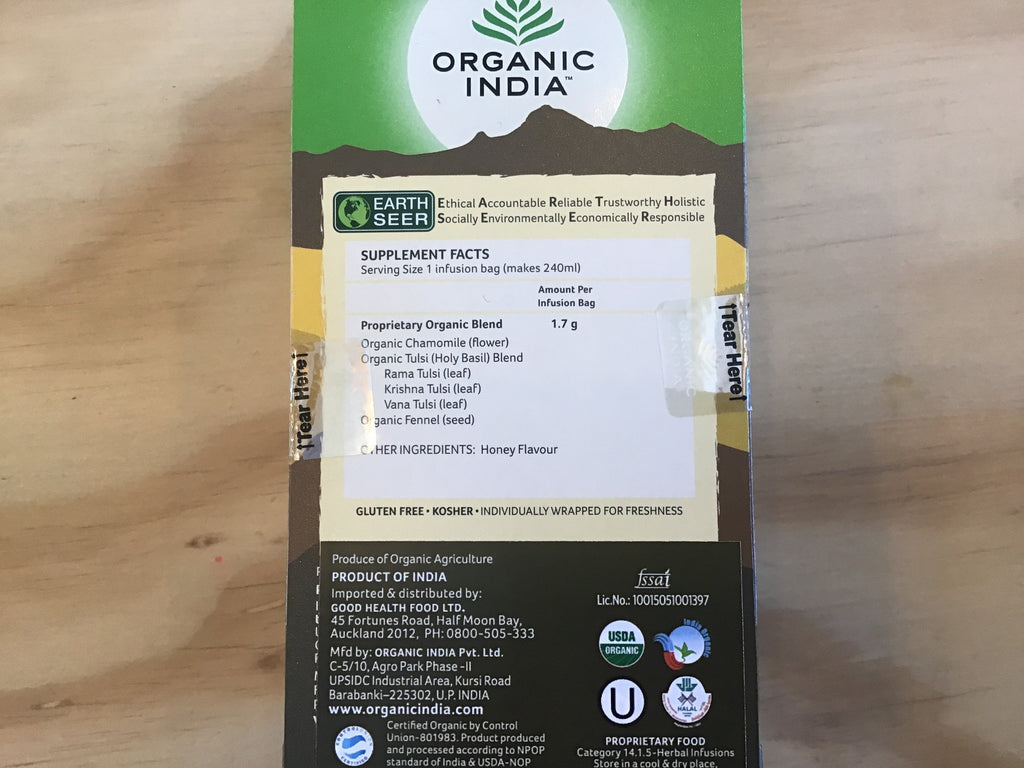 ORGANIC
INDIA™
EARTH
SEER
Ethical Accountable Reliable Trustworthy Holistic
Socially Environmentally Economically Responsible
SUPPLEMENT FACTS
Serving Size 1 infusion bag (makes 240ml)
Amount Per
Infusion Bag
Proprietary Organic Blend 1.7 g
Organic Chamomile (flower)
Organic Tulsi (Holy Basil) Blend
Rama Tulsi (leaf)
Krishna Tulsi (leaf)
Vana Tulsi (leaf)
Organic Fennel (seed)
OTHER INGREDIENTS: Honey Flavour
↑Tear Here↑
↑Tear Here↑
GLUTEN FREE • KOSHER • INDIVIDUALLY WRAPPED FOR FRESHNESS
Produce of Organic Agriculture
PRODUCT OF INDIA
Imported & distributed by:
GOOD HEALTH FOOD LTD.
45 Fortunes Road, Half Moon Bay,
Auckland 2012, PH: 0800-505-333
Mfd by: ORGANIC INDIA Pvt. Ltd.
C-5/10, Agro Park Phase -II
UPSIDC Industrial Area, Kursi Road
Barabanki-225302, U.P. INDIA
www.organicindia.com
Certified Organic by Control
Union-801983. Product produced
and processed according to NPOP
standard of India & USDA-NOP
fssai
Lic.No.: 10015051001397
USDA
ORGANIC
India Organic
U
HALAL
PROPRIETARY FOOD
Category 14.1.5-Herbal Infusions
Store in a cool & dry place,